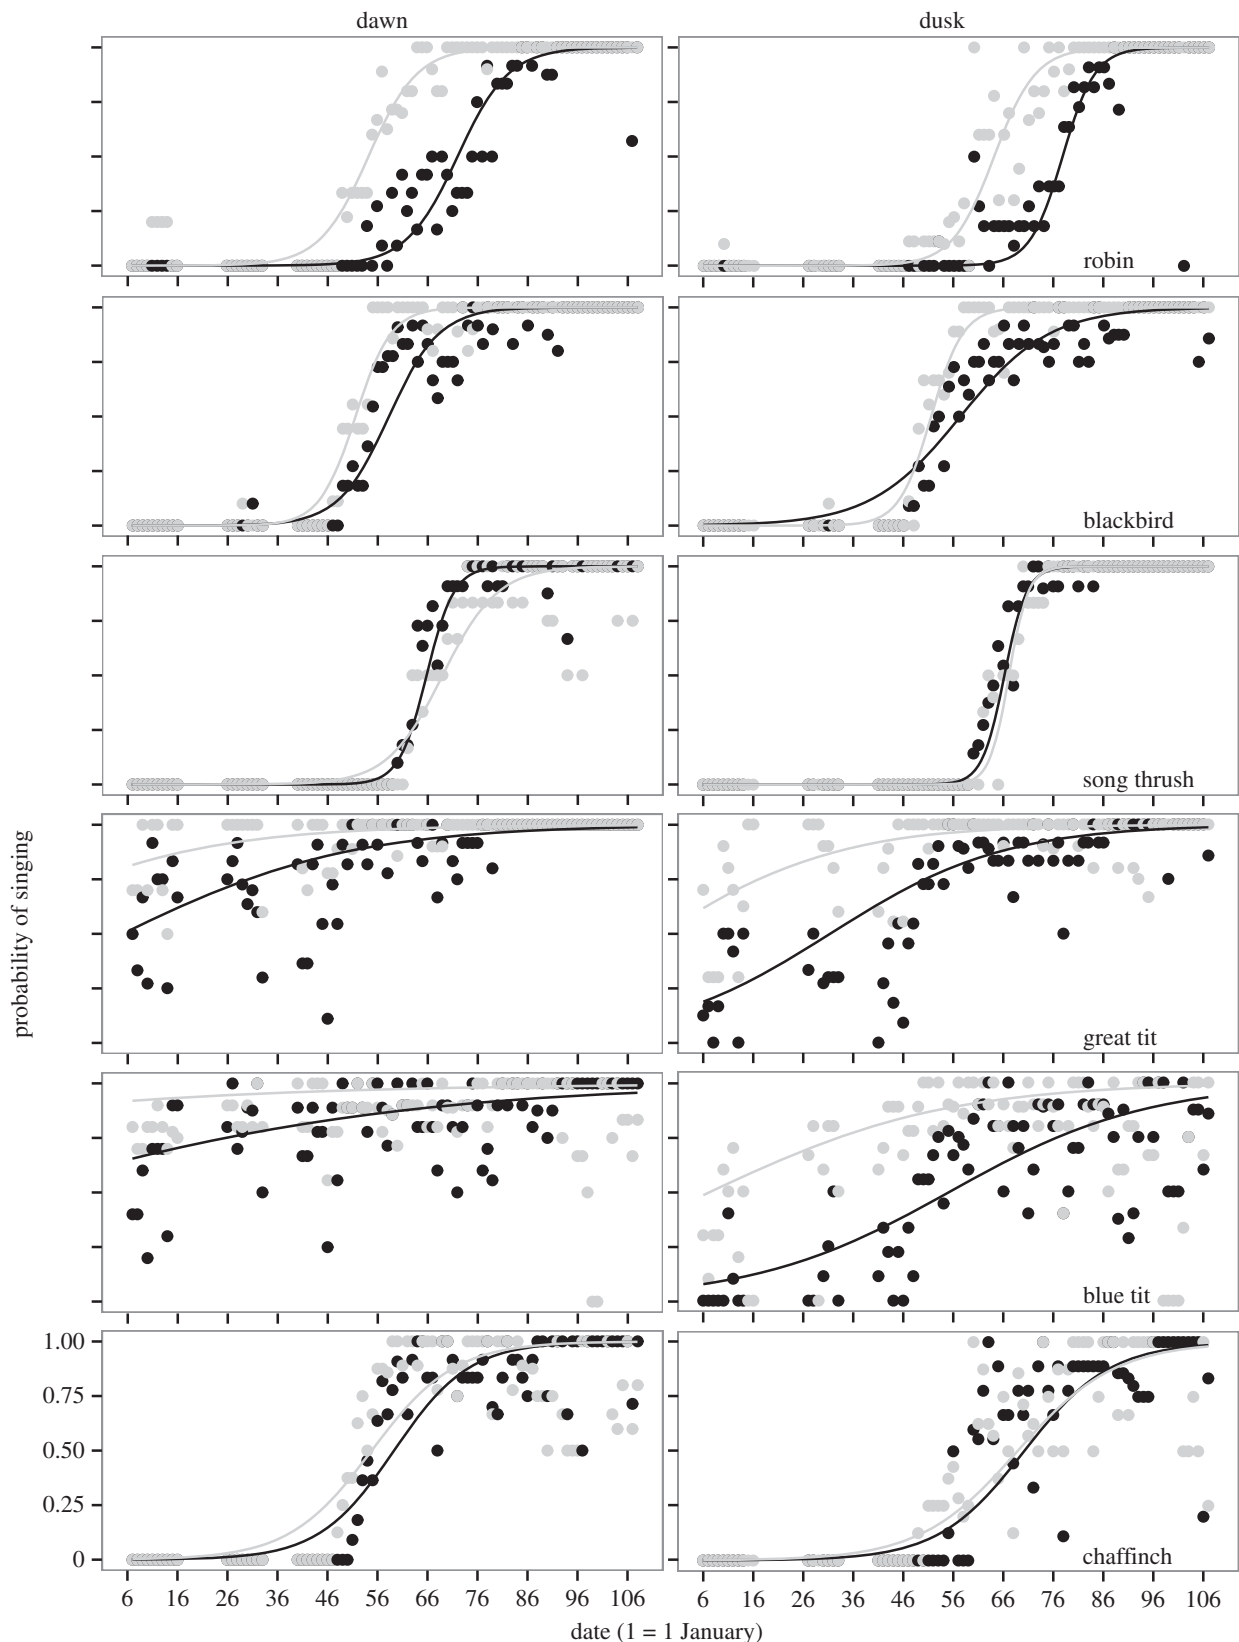 dawn
dusk
robin
blackbird
song thrush
great tit
blue tit
probability of singing
1.00
0.75
0.50
0.25
0
chaffinch
6 16 26 36 46 56 66 76 86 96 106
6 16 26 36 46 56 66 76 86 96 106
date (1 = 1 January)